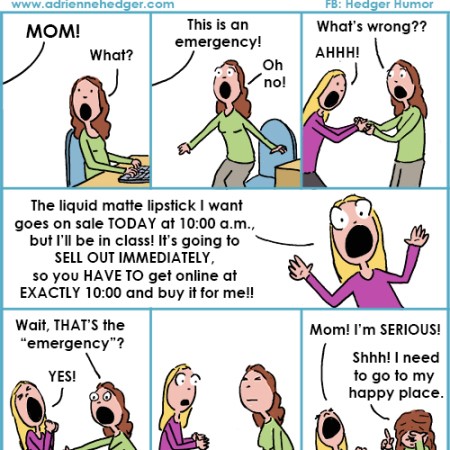 www.adriennehedger.com
FB: Hedger Humor
MOM!
What?
This is an
emergency!
Oh
no!
What's wrong??
AHHH!
The liquid matte lipstick I want
goes on sale TODAY at 10:00 a.m.,
but I'll be in class! It's going to
SELL OUT IMMEDIATELY,
so you HAVE TO get online at
EXACTLY 10:00 and buy it for me!!
Wait, THAT'S the
"emergency"?
YES!
Mom! I'm SERIOUS!
Shhh! I need
to go to my
happy place.